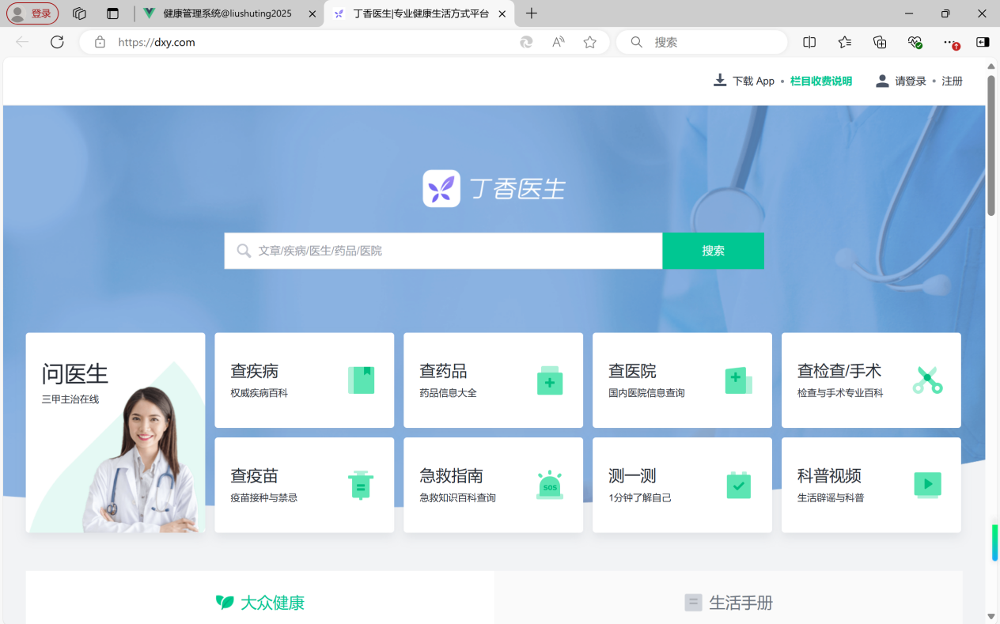 登录
健康管理系统@liushuting2025
丁香医生|专业健康生活方式平台
https://dxy.com
搜索
下载 App • 栏目收费说明
请登录 • 注册
丁香医生
文章/疾病/医生/药品/医院
搜索
问医生
三甲主治在线
查疾病
权威疾病百科
查药品
药品信息大全
查医院
国内医院信息查询
查检查/手术
检查与手术专业百科
查疫苗
疫苗接种与禁忌
急救指南
急救知识百科查询
SOS
测一测
1分钟了解自己
科普视频
生活辟谣与科普
大众健康
生活手册